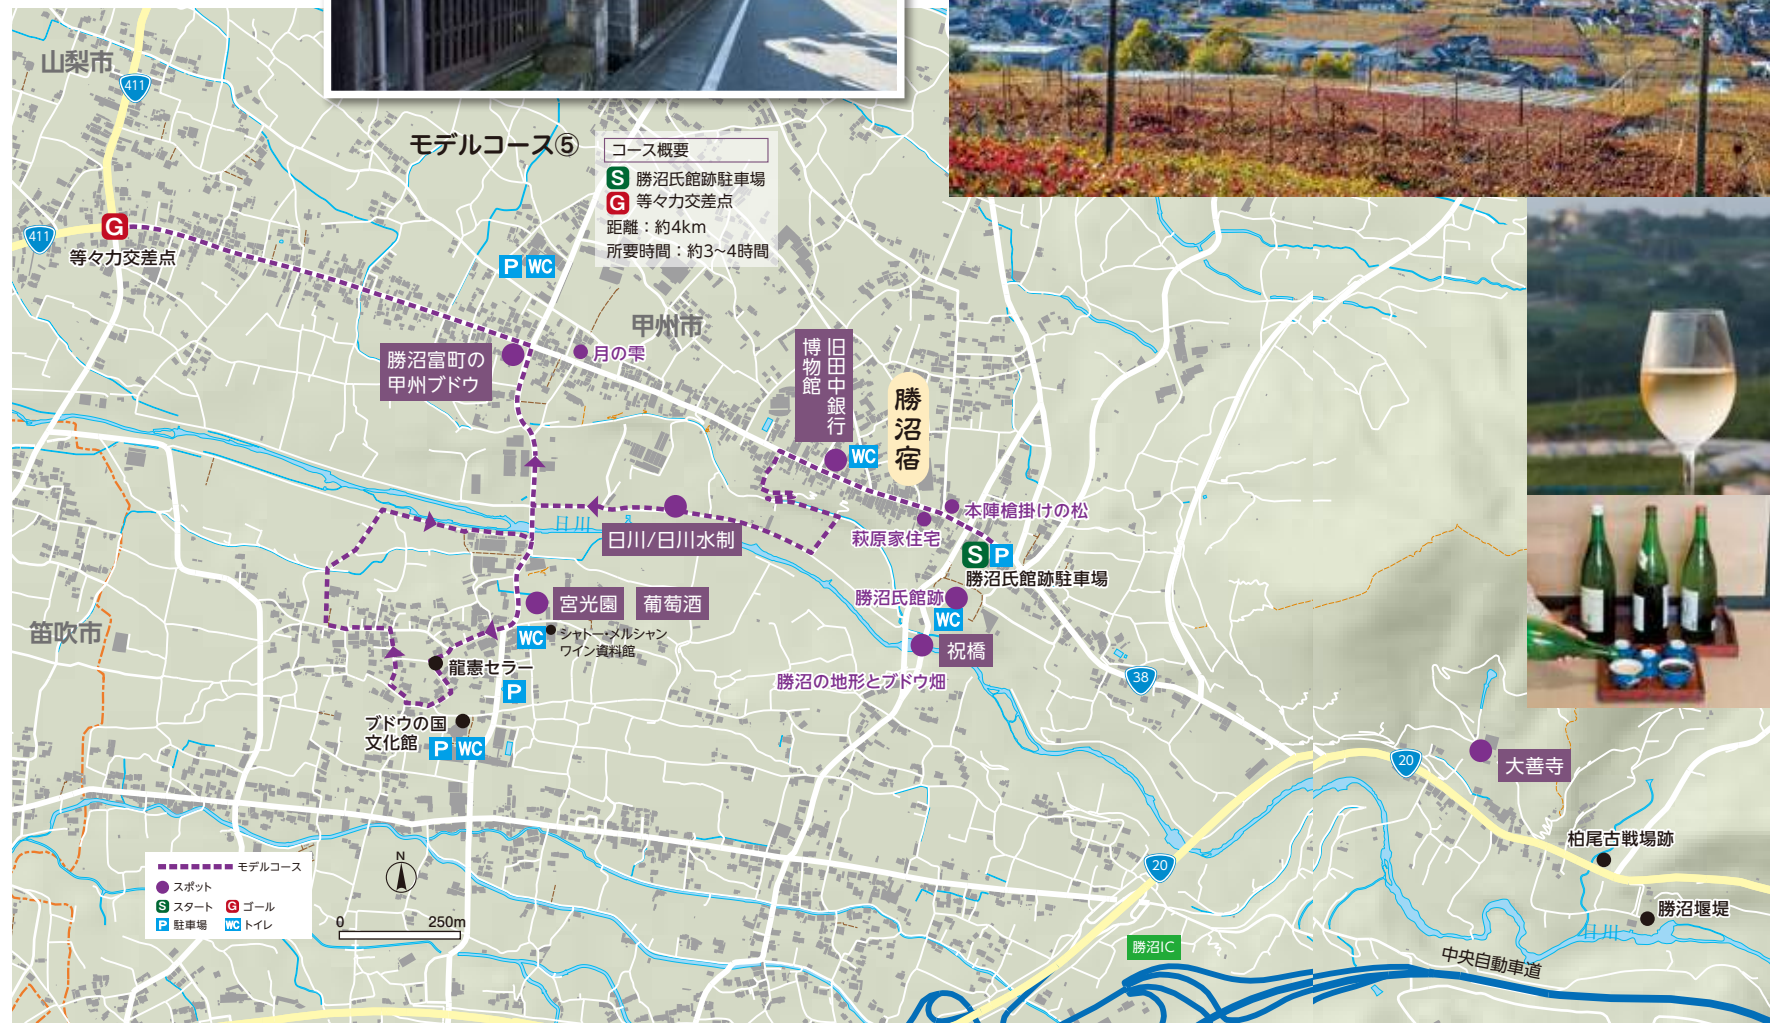 山梨市
411
モデルコース⑤
コース概要
S 勝沼氏館跡駐車場
G 等々力交差点
距離：約4km
所要時間：約3~4時間
G
411
等々力交差点
P WC
甲州市
勝沼富町の
甲州ブドウ
月の雫
旧田中銀行
博物館
WC
勝沼宿
本陣槍掛けの松
萩原家住宅
S P
勝沼氏館跡駐車場
日川
日川/日川水制
勝沼氏館跡
WC
宮光園
葡萄酒
笛吹市
WC
シャトー・メルシャン
ワイン資料館
祝橋
龍憲セラー
P
勝沼の地形とブドウ畑
38
ブドウの国
文化館
P WC
20
大善寺
柏尾古戦場跡
20
モデルコース
スポット
S スタート
G ゴール
P 駐車場
WC トイレ
N
0 250m
勝沼堰堤
日川
勝沼IC
中央自動車道